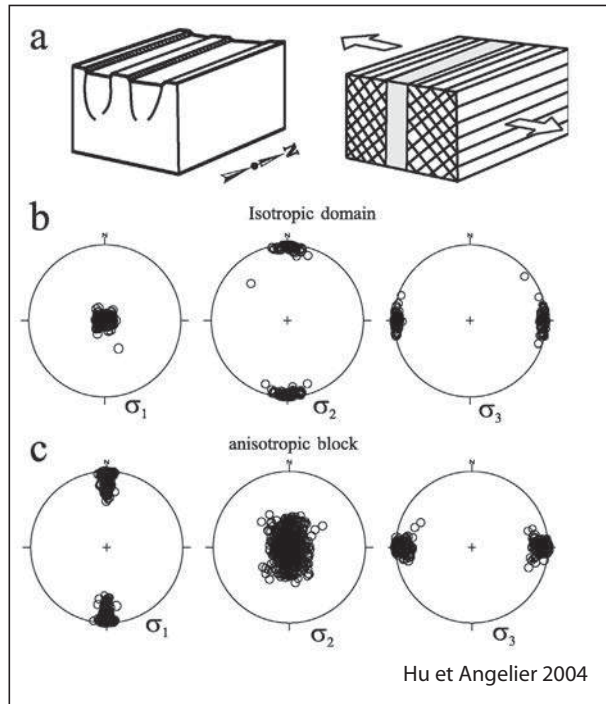 a
N
b
Isotropic domain
N
N
N
σ1
σ2
σ3
c
anisotropic block
N
N
N
σ1
σ2
σ3
Hu et Angelier 2004